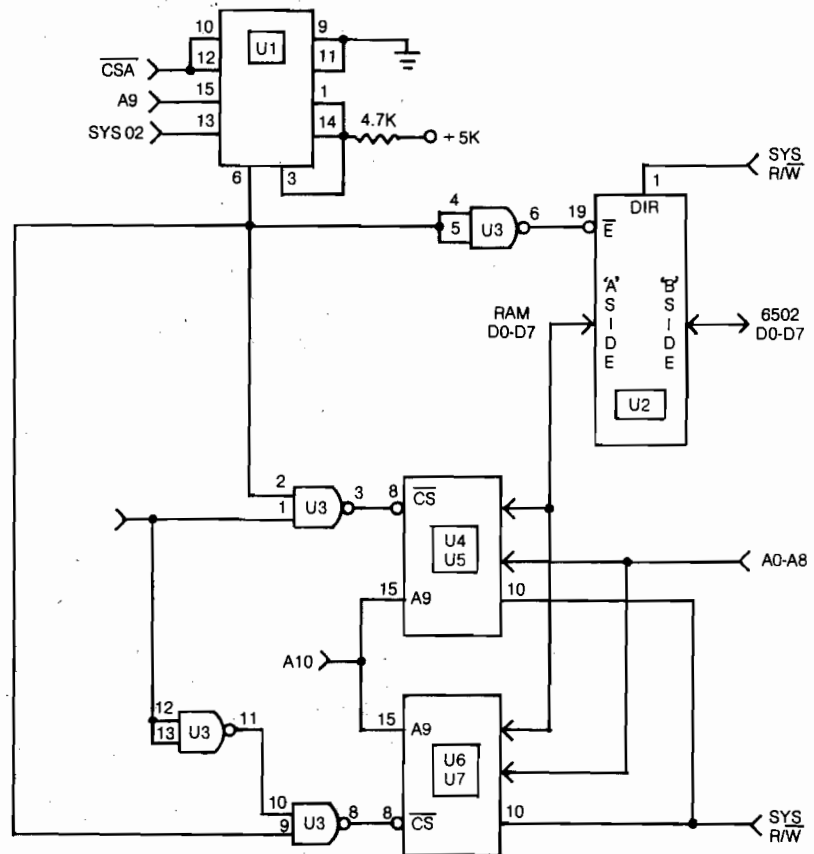 10
9
U1
12
11
CSA
15
1
A9
13
14
4.7K
SYS 02
+ 5K
6
3
SYS
R/W
1
4
5
U3
6
19
DIR
E
'A'
SIDE
'B'
SIDE
RAM
D0-D7
6502
D0-D7
U2
2
1
U3
3
8
CS
U4
U5
A0-A8
15
A9
10
A10
15
A9
12
13
U3
11
U6
U7
10
9
U3
8
8
CS
10
SYS
R/W